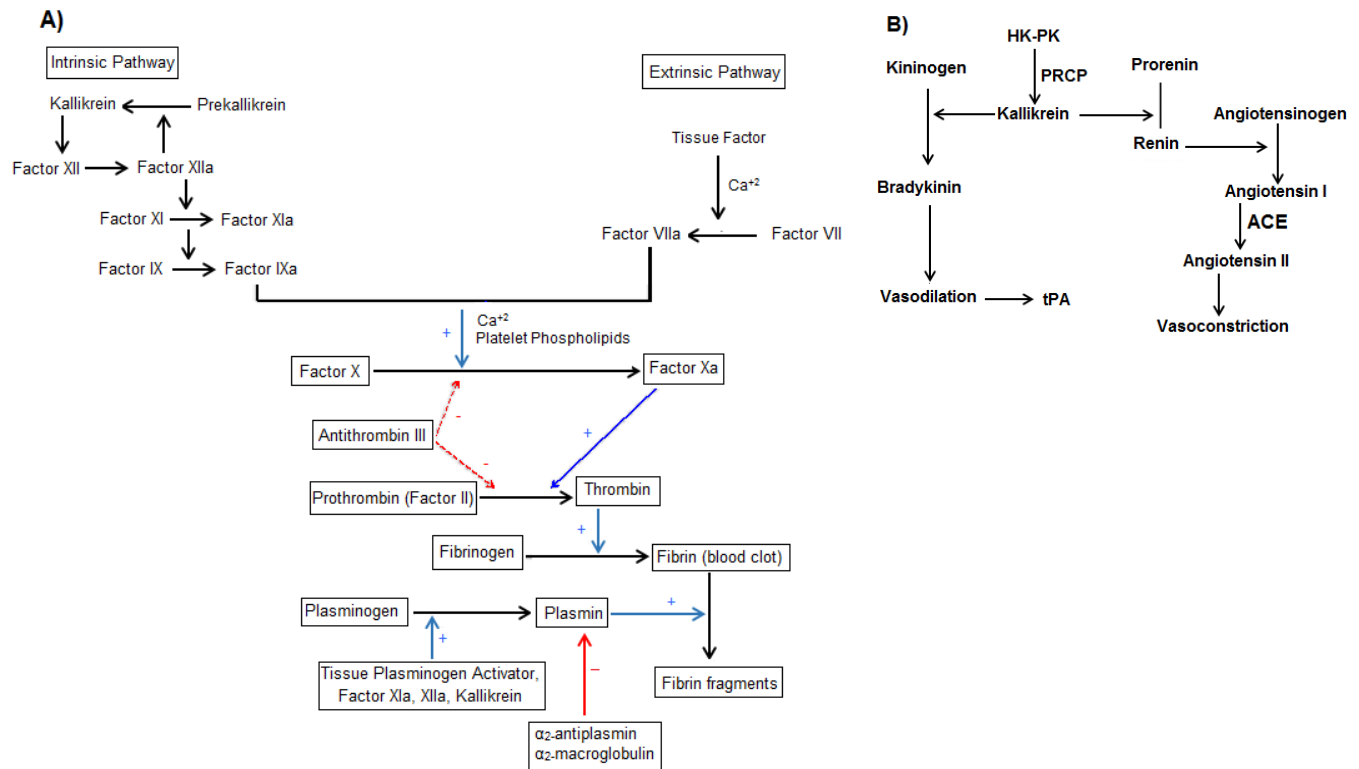 A)
Intrinsic Pathway
Extrinsic Pathway
Kallikrein
Prekallikrein
Tissue Factor
Factor XII
Factor XIIa
Ca+2
Factor XI
Factor XIa
Factor VIIa
Factor VII
Factor IX
Factor IXa
+
Ca+2
Platelet Phospholipids
Factor X
Factor Xa
-
Antithrombin III
+
-
Prothrombin (Factor II)
Thrombin
+
Fibrinogen
Fibrin (blood clot)
Plasminogen
Plasmin
+
+
Tissue Plasminogen Activator,
Factor XIa, XIIa, Kallikrein
–
Fibrin fragments
α2-antiplasmin
α2-macroglobulin
B)
HK-PK
Kininogen
PRCP
Prorenin
Kallikrein
Angiotensinogen
Renin
Bradykinin
Angiotensin I
ACE
Angiotensin II
Vasodilation
tPA
Vasoconstriction